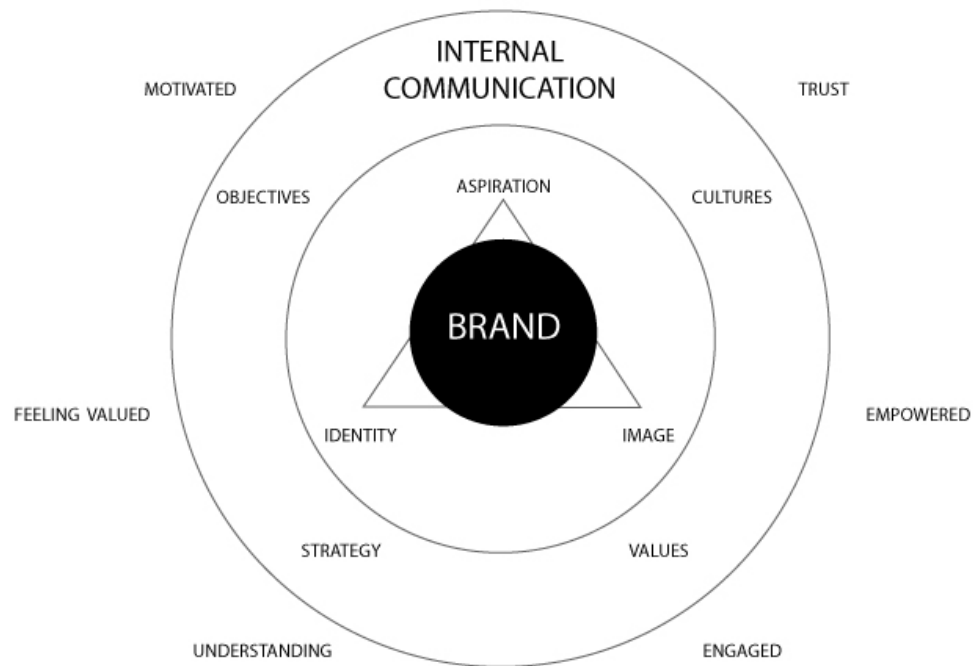 INTERNAL
COMMUNICATION
MOTIVATED
TRUST
OBJECTIVES
ASPIRATION
CULTURES
BRAND
FEELING VALUED
EMPOWERED
IDENTITY
IMAGE
STRATEGY
VALUES
UNDERSTANDING
ENGAGED